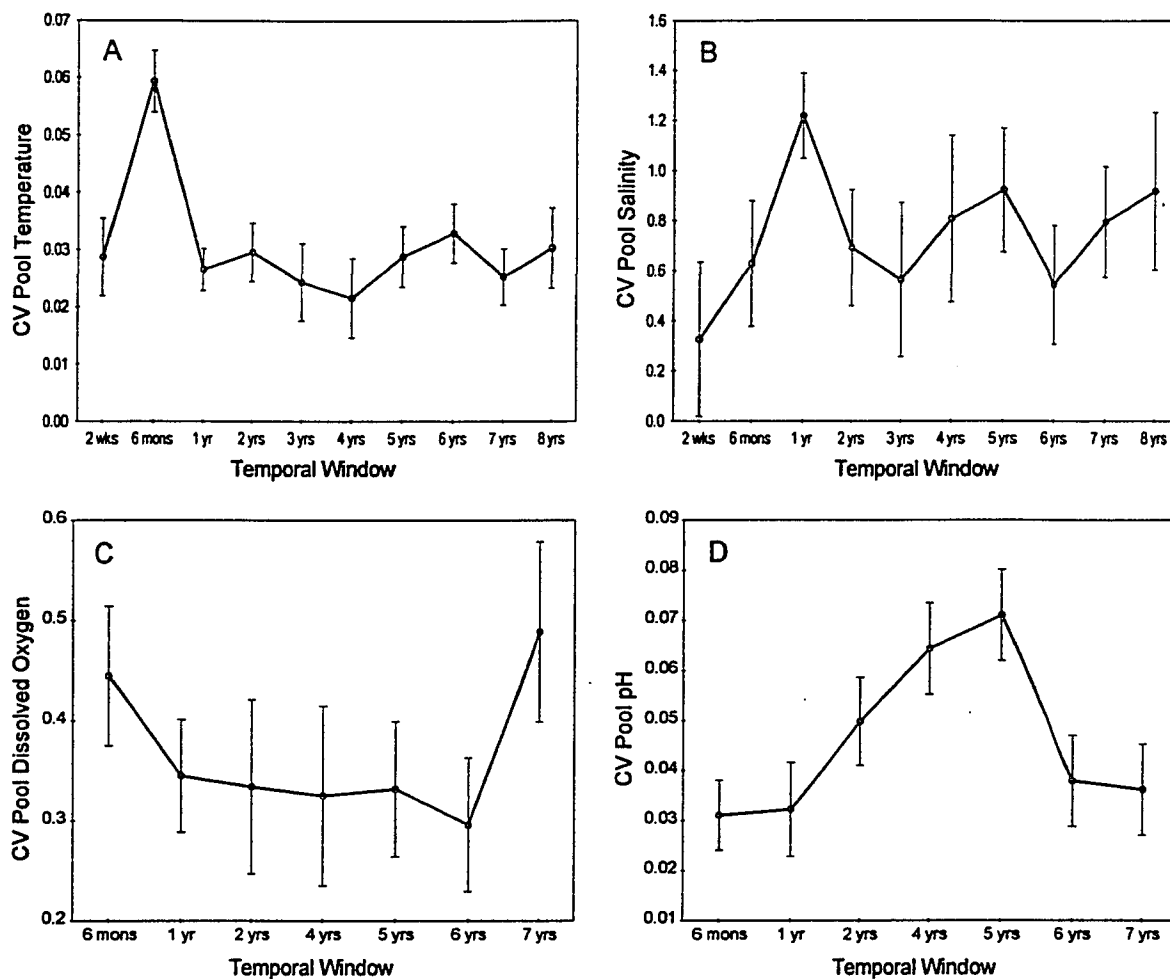 A
CV Pool Temperature
0.07
0.06
0.05
0.04
0.03
0.02
0.01
0.00
2 wks 6 mons 1 yr 2 yrs 3 yrs 4 yrs 5 yrs 6 yrs 7 yrs 8 yrs
Temporal Window
B
CV Pool Salinity
1.6
1.4
1.2
1.0
0.8
0.6
0.4
0.2
0.0
2 wks 6 mons 1 yr 2 yrs 3 yrs 4 yrs 5 yrs 6 yrs 7 yrs 8 yrs
Temporal Window
C
CV Pool Dissolved Oxygen
0.6
0.5
0.4
0.3
0.2
6 mons 1 yr 2 yrs 4 yrs 5 yrs 6 yrs 7 yrs
Temporal Window
D
CV Pool pH
0.09
0.08
0.07
0.06
0.05
0.04
0.03
0.02
0.01
6 mons 1 yr 2 yrs 4 yrs 5 yrs 6 yrs 7 yrs
Temporal Window